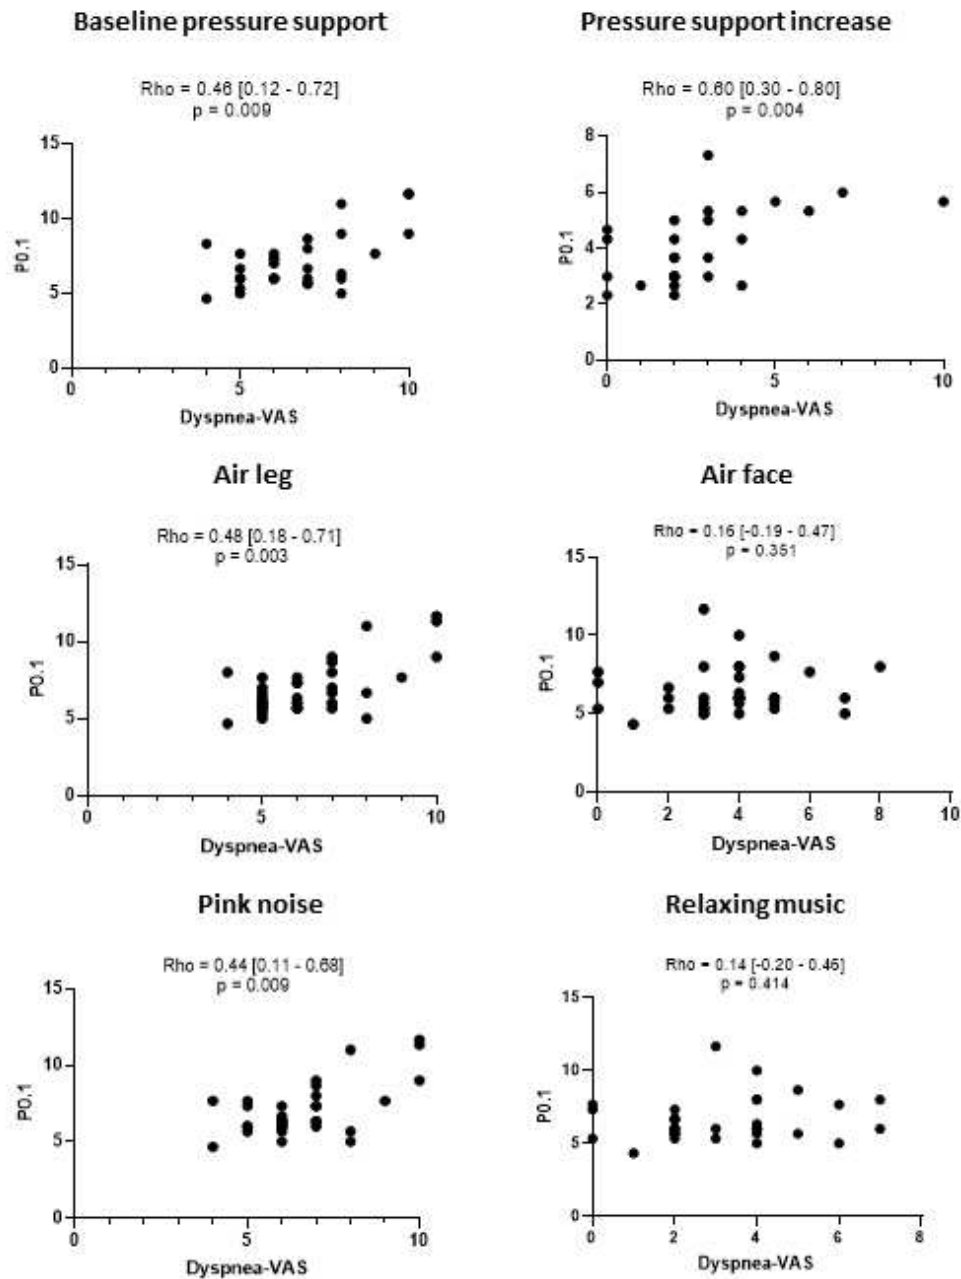 Baseline pressure support
Rho = 0.46 [0.12 - 0.72]
p = 0.009
15
10
5
0
P0.1
0
5
10
Dyspnea-VAS
Pressure support increase
Rho = 0.60 [0.30 - 0.80]
p = 0.004
8
6
4
2
0
P0.1
0
5
10
Dyspnea-VAS
Air leg
Rho = 0.48 [0.18 - 0.71]
p = 0.003
15
10
5
0
P0.1
0
5
10
Dyspnea-VAS
Air face
Rho = 0.16 [-0.19 - 0.47]
p = 0.351
15
10
5
0
P0.1
0
2
4
6
8
10
Dyspnea-VAS
Pink noise
Rho = 0.44 [0.11 - 0.68]
p = 0.009
15
10
5
0
P0.1
0
5
10
Dyspnea-VAS
Relaxing music
Rho = 0.14 [-0.20 - 0.46]
p = 0.414
15
10
5
0
P0.1
0
2
4
6
8
Dyspnea-VAS